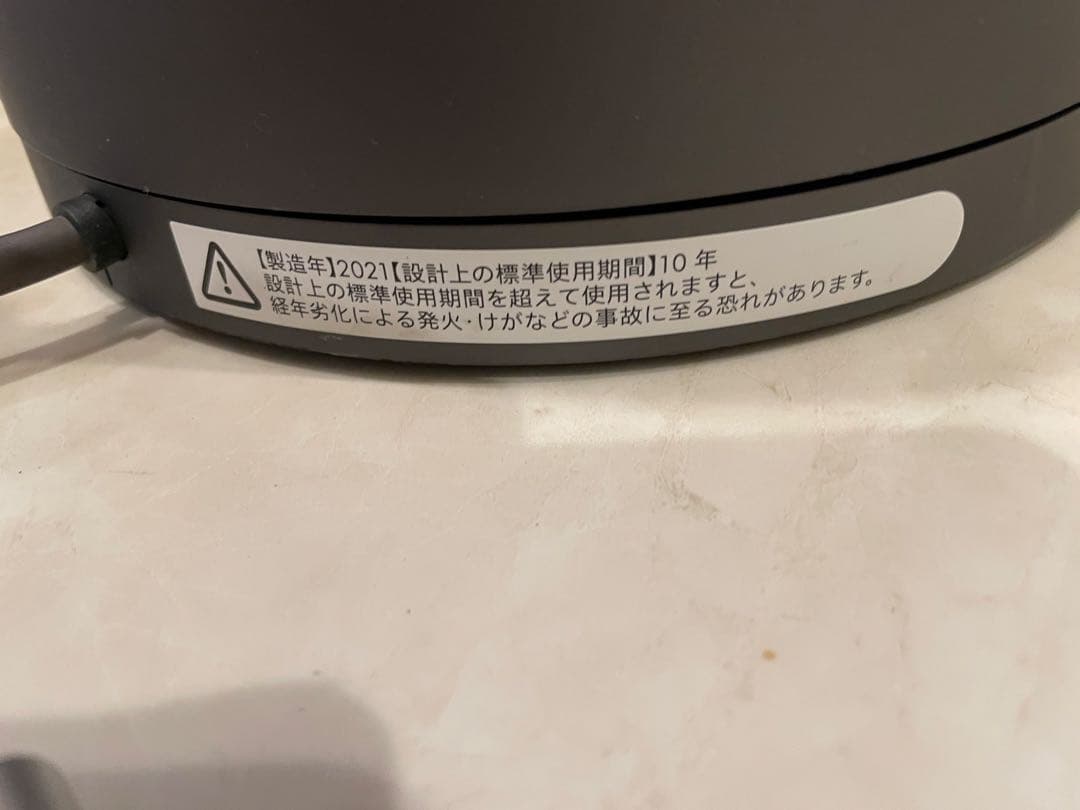 【製造年】2021【設計上の標準使用期間】10 年
設計上の標準使用期間を超えて使用されますと、
経年劣化による発火・けがなどの事故に至る恐れがあります。